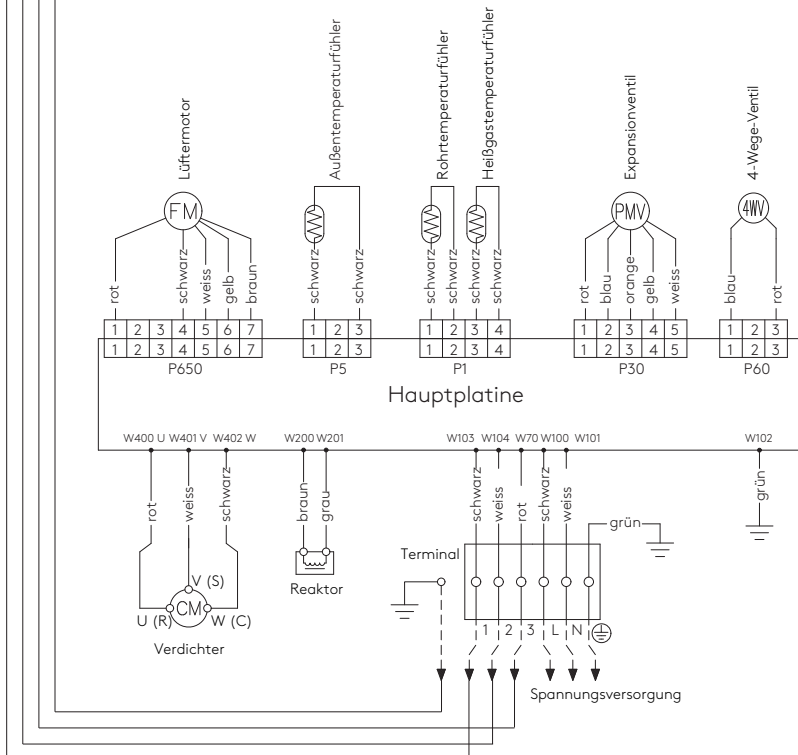 Lüftermotor
Außentemperaturfühler
Rohrtemperaturfühler
Heißgastemperaturfühler
Expansionventil
4-Wege-Ventil
FM
PMV
4WV
rot
schwarz
weiss
gelb
braun
schwarz
schwarz
schwarz
schwarz
schwarz
schwarz
rot
blau
orange
gelb
weiss
blau
rot
1 2 3 4 5 6 7
1 2 3
1 2 3 4
1 2 3 4 5
1 2 3
1 2 3 4 5 6 7
1 2 3
1 2 3 4
1 2 3 4 5
1 2 3
P650
P5
P1
P30
P60
Hauptplatine
W400 U W401 V W402 W
W200 W201
W103 W104 W70 W100 W101
W102
rot
weiss
schwarz
braun
grau
schwarz
weiss
rot
schwarz
weiss
grün
grün
Terminal
V (S)
CM
U (R)
W (C)
Verdichter
Reaktor
1 2 3 L N
Spannungsversorgung